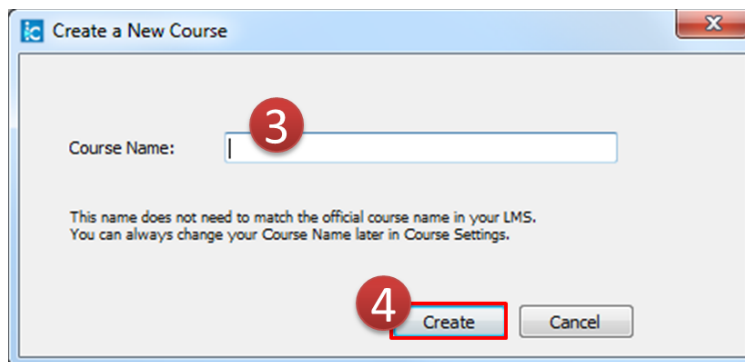 ic Create a New Course X
3
Course Name:
This name does not need to match the official course name in your LMS.
You can always change your Course Name later in Course Settings.
4
Create Cancel